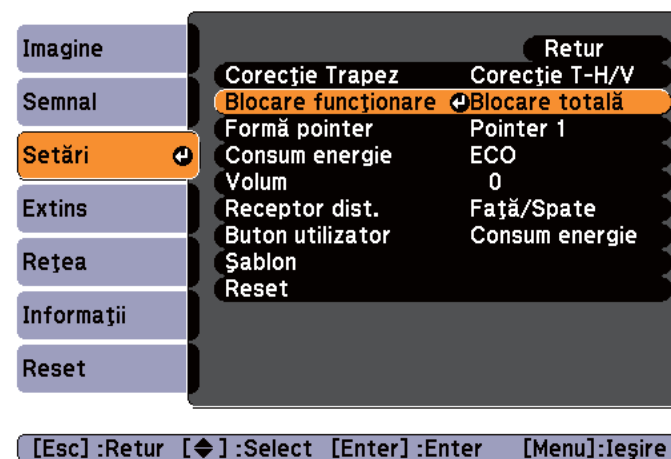 Imagine
Semnal
Setări
Extins
Reţea
Informaţii
Reset
Retur
Corecţie Trapez Corecţie T-H/V
Blocare funcţionare Blocare totală
Formă pointer Pointer 1
Consum energie ECO
Volum 0
Receptor dist. Faţă/Spate
Buton utilizator Consum energie
Şablon
Reset
[Esc] :Retur [◆] :Select [Enter] :Enter [Menu]:Ieşire